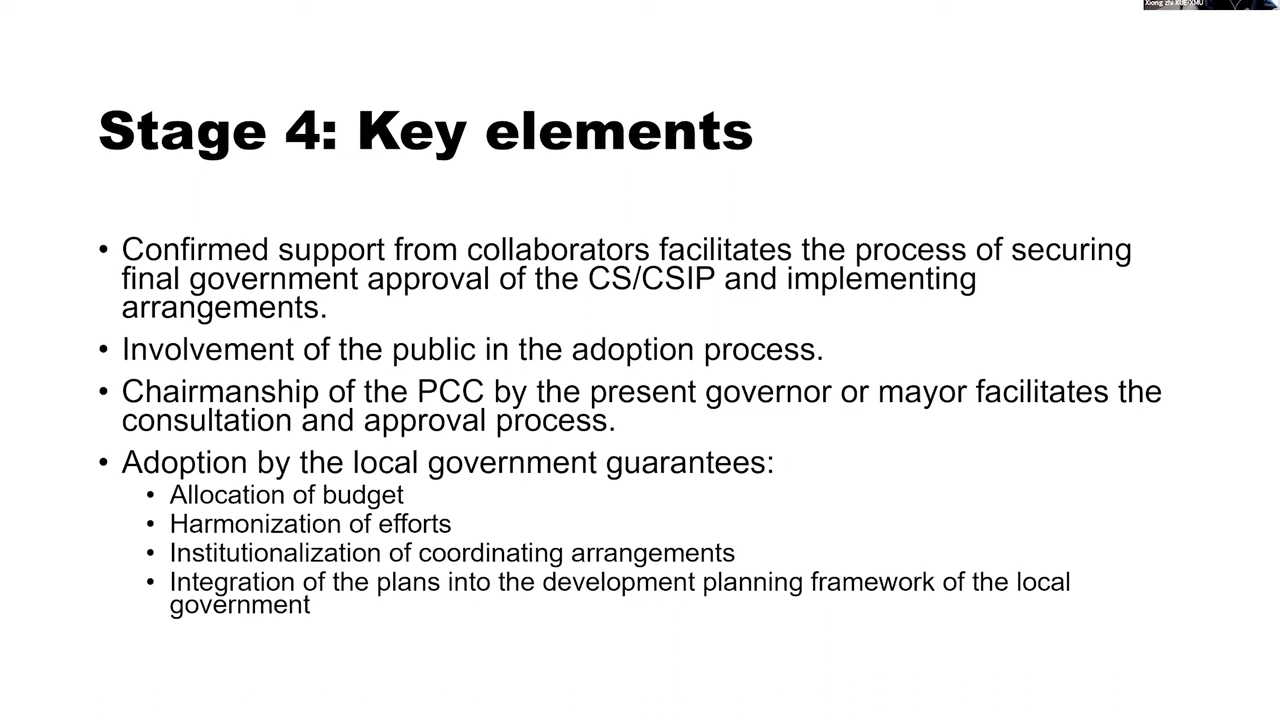 Xiong zhi XUE-XMU
Stage 4: Key elements
• Confirmed support from collaborators facilitates the process of securing
final government approval of the CS/CSIP and implementing
arrangements.
• Involvement of the public in the adoption process.
• Chairmanship of the PCC by the present governor or mayor facilitates the
consultation and approval process.
• Adoption by the local government guarantees:
• Allocation of budget
• Harmonization of efforts
• Institutionalization of coordinating arrangements
• Integration of the plans into the development planning framework of the local
government